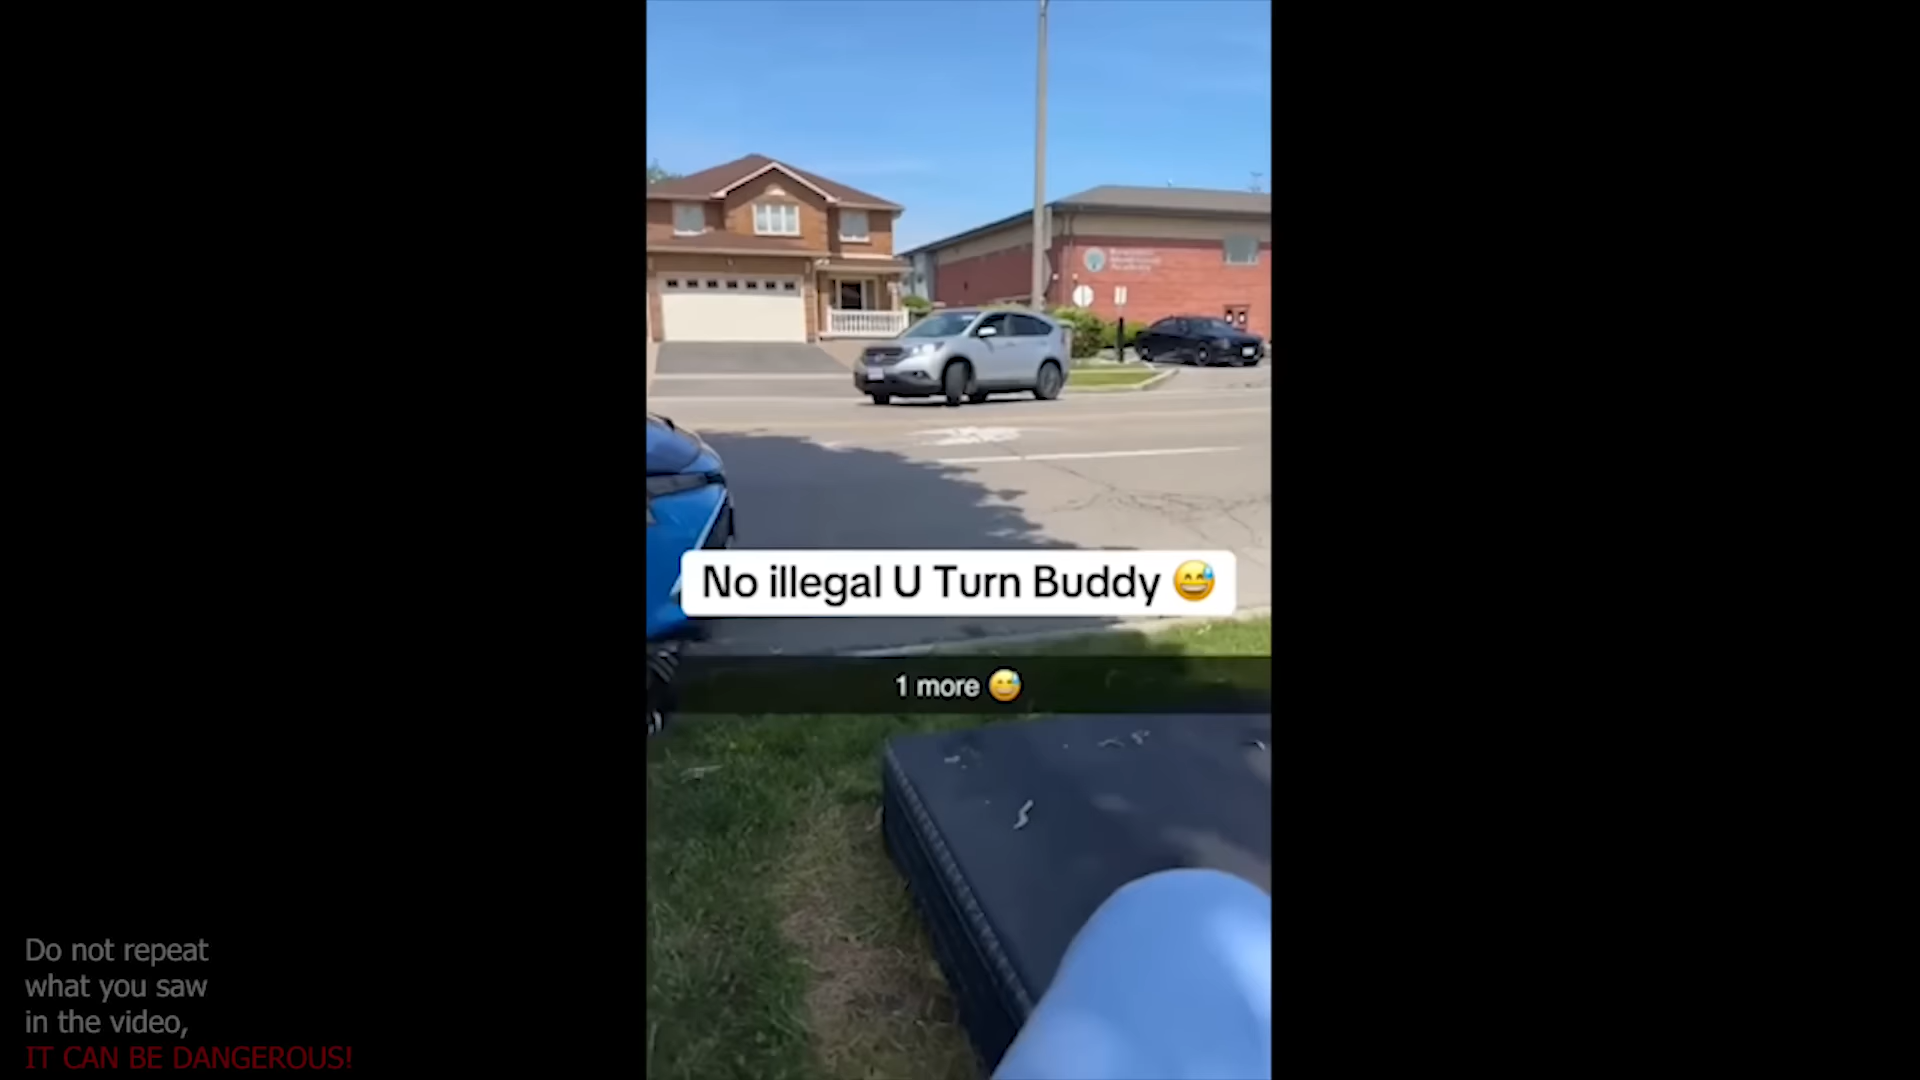 No illegal U Turn Buddy 😅
1 more 😅
Do not repeat
what you saw
in the video,
IT CAN BE DANGEROUS!